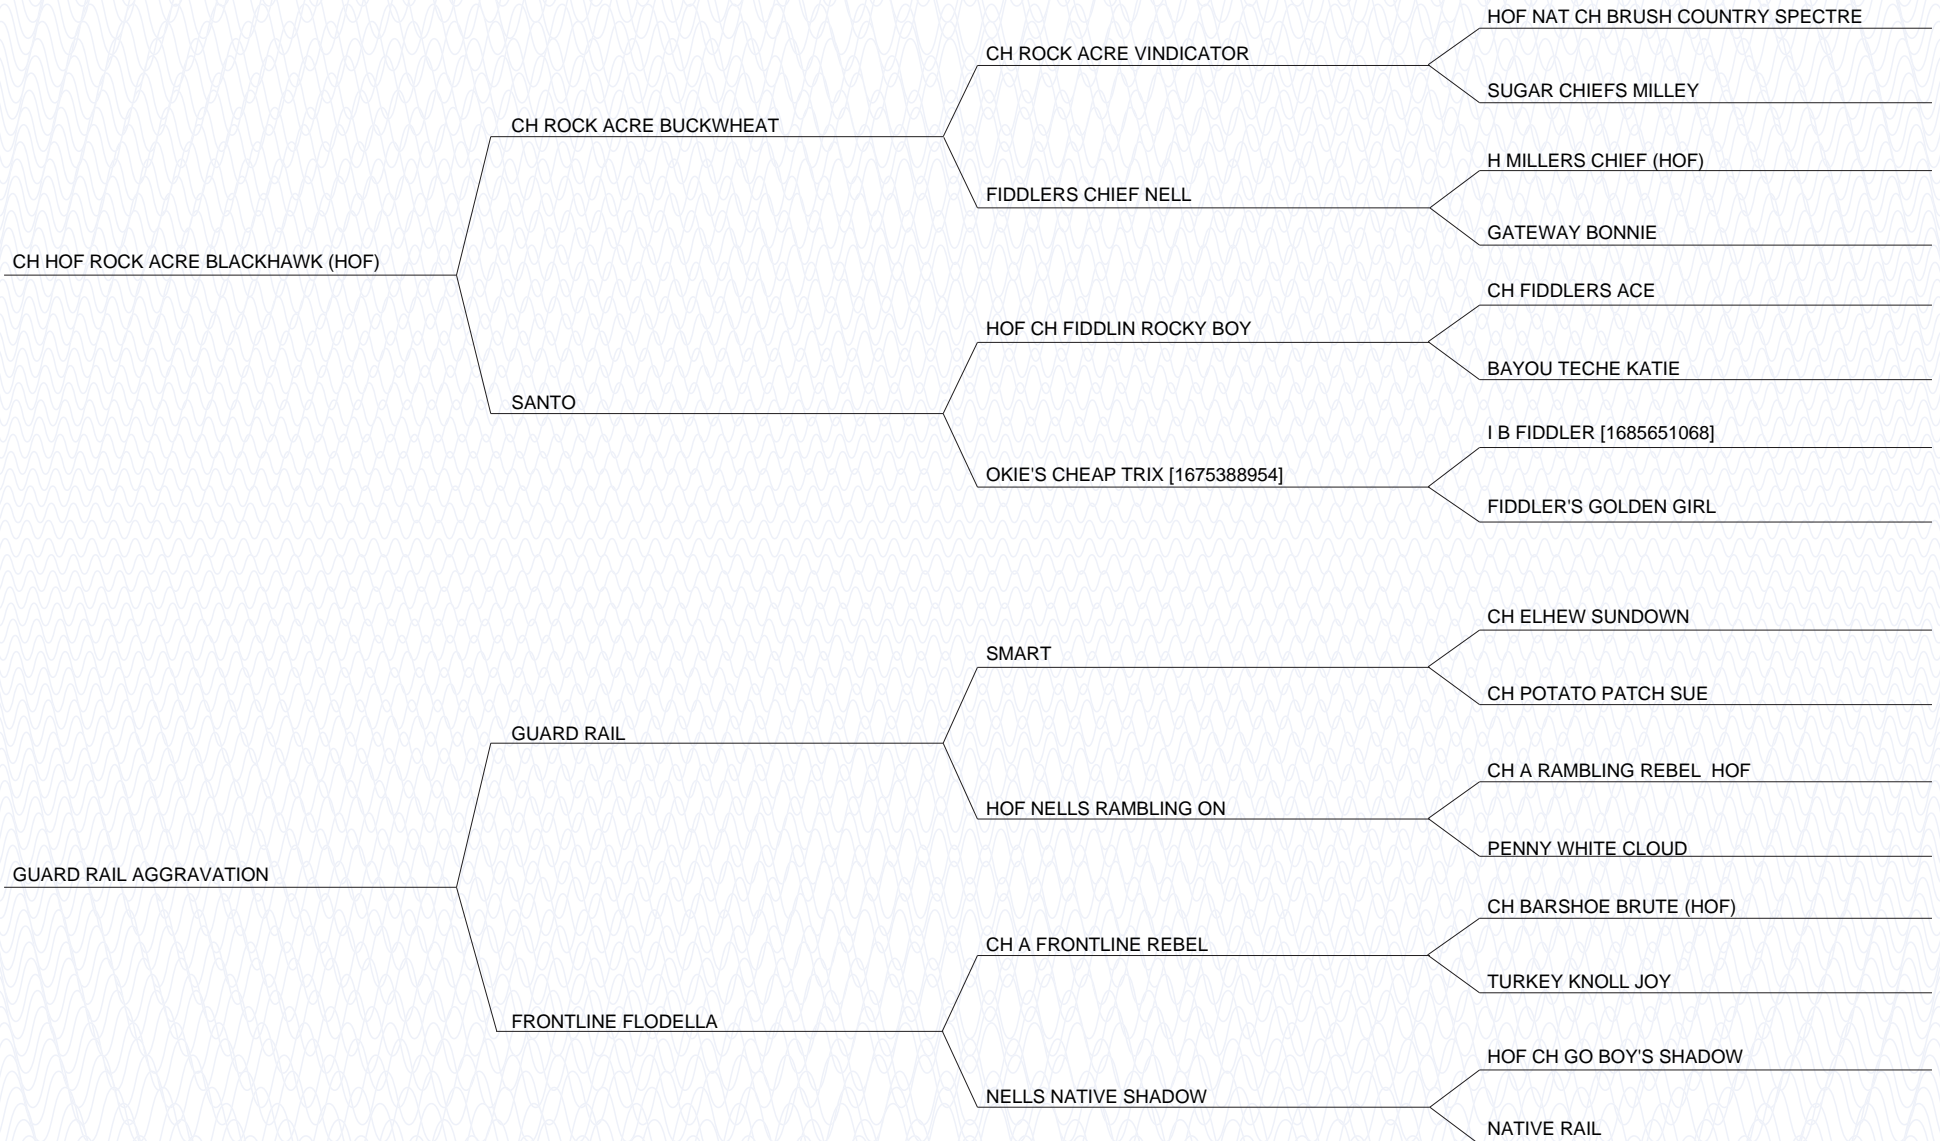 HOF NAT CH BRUSH COUNTRY SPECTRE
CH ROCK ACRE VINDICATOR
SUGAR CHIEFS MILLEY
CH ROCK ACRE BUCKWHEAT
H MILLERS CHIEF (HOF)
FIDDLERS CHIEF NELL
GATEWAY BONNIE
CH HOF ROCK ACRE BLACKHAWK (HOF)
CH FIDDLERS ACE
HOF CH FIDDLIN ROCKY BOY
BAYOU TECHE KATIE
SANTO
I B FIDDLER [1685651068]
OKIE'S CHEAP TRIX [1675388954]
FIDDLER'S GOLDEN GIRL
CH ELHEW SUNDOWN
SMART
CH POTATO PATCH SUE
GUARD RAIL
CH A RAMBLING REBEL  HOF
HOF NELLS RAMBLING ON
PENNY WHITE CLOUD
GUARD RAIL AGGRAVATION
CH BARSHOE BRUTE (HOF)
CH A FRONTLINE REBEL
TURKEY KNOLL JOY
FRONTLINE FLODELLA
HOF CH GO BOY'S SHADOW
NELLS NATIVE SHADOW
NATIVE RAIL